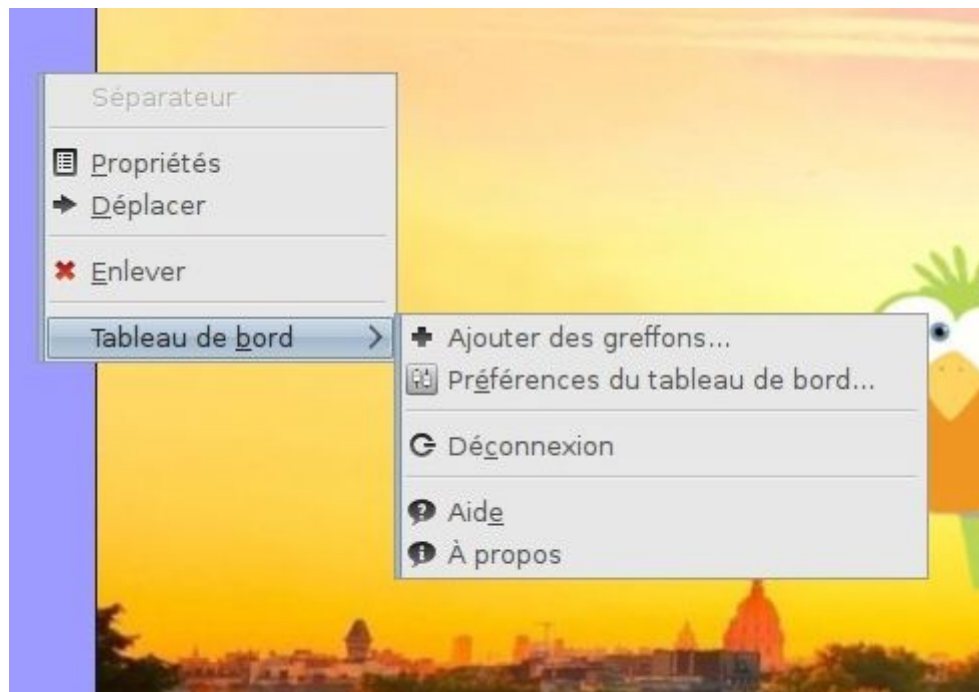 Séparateur
Propriétés
Déplacer
Enlever
Tableau de bord
Ajouter des greffons...
Préférences du tableau de bord...
Déconnexion
Aide
À propos